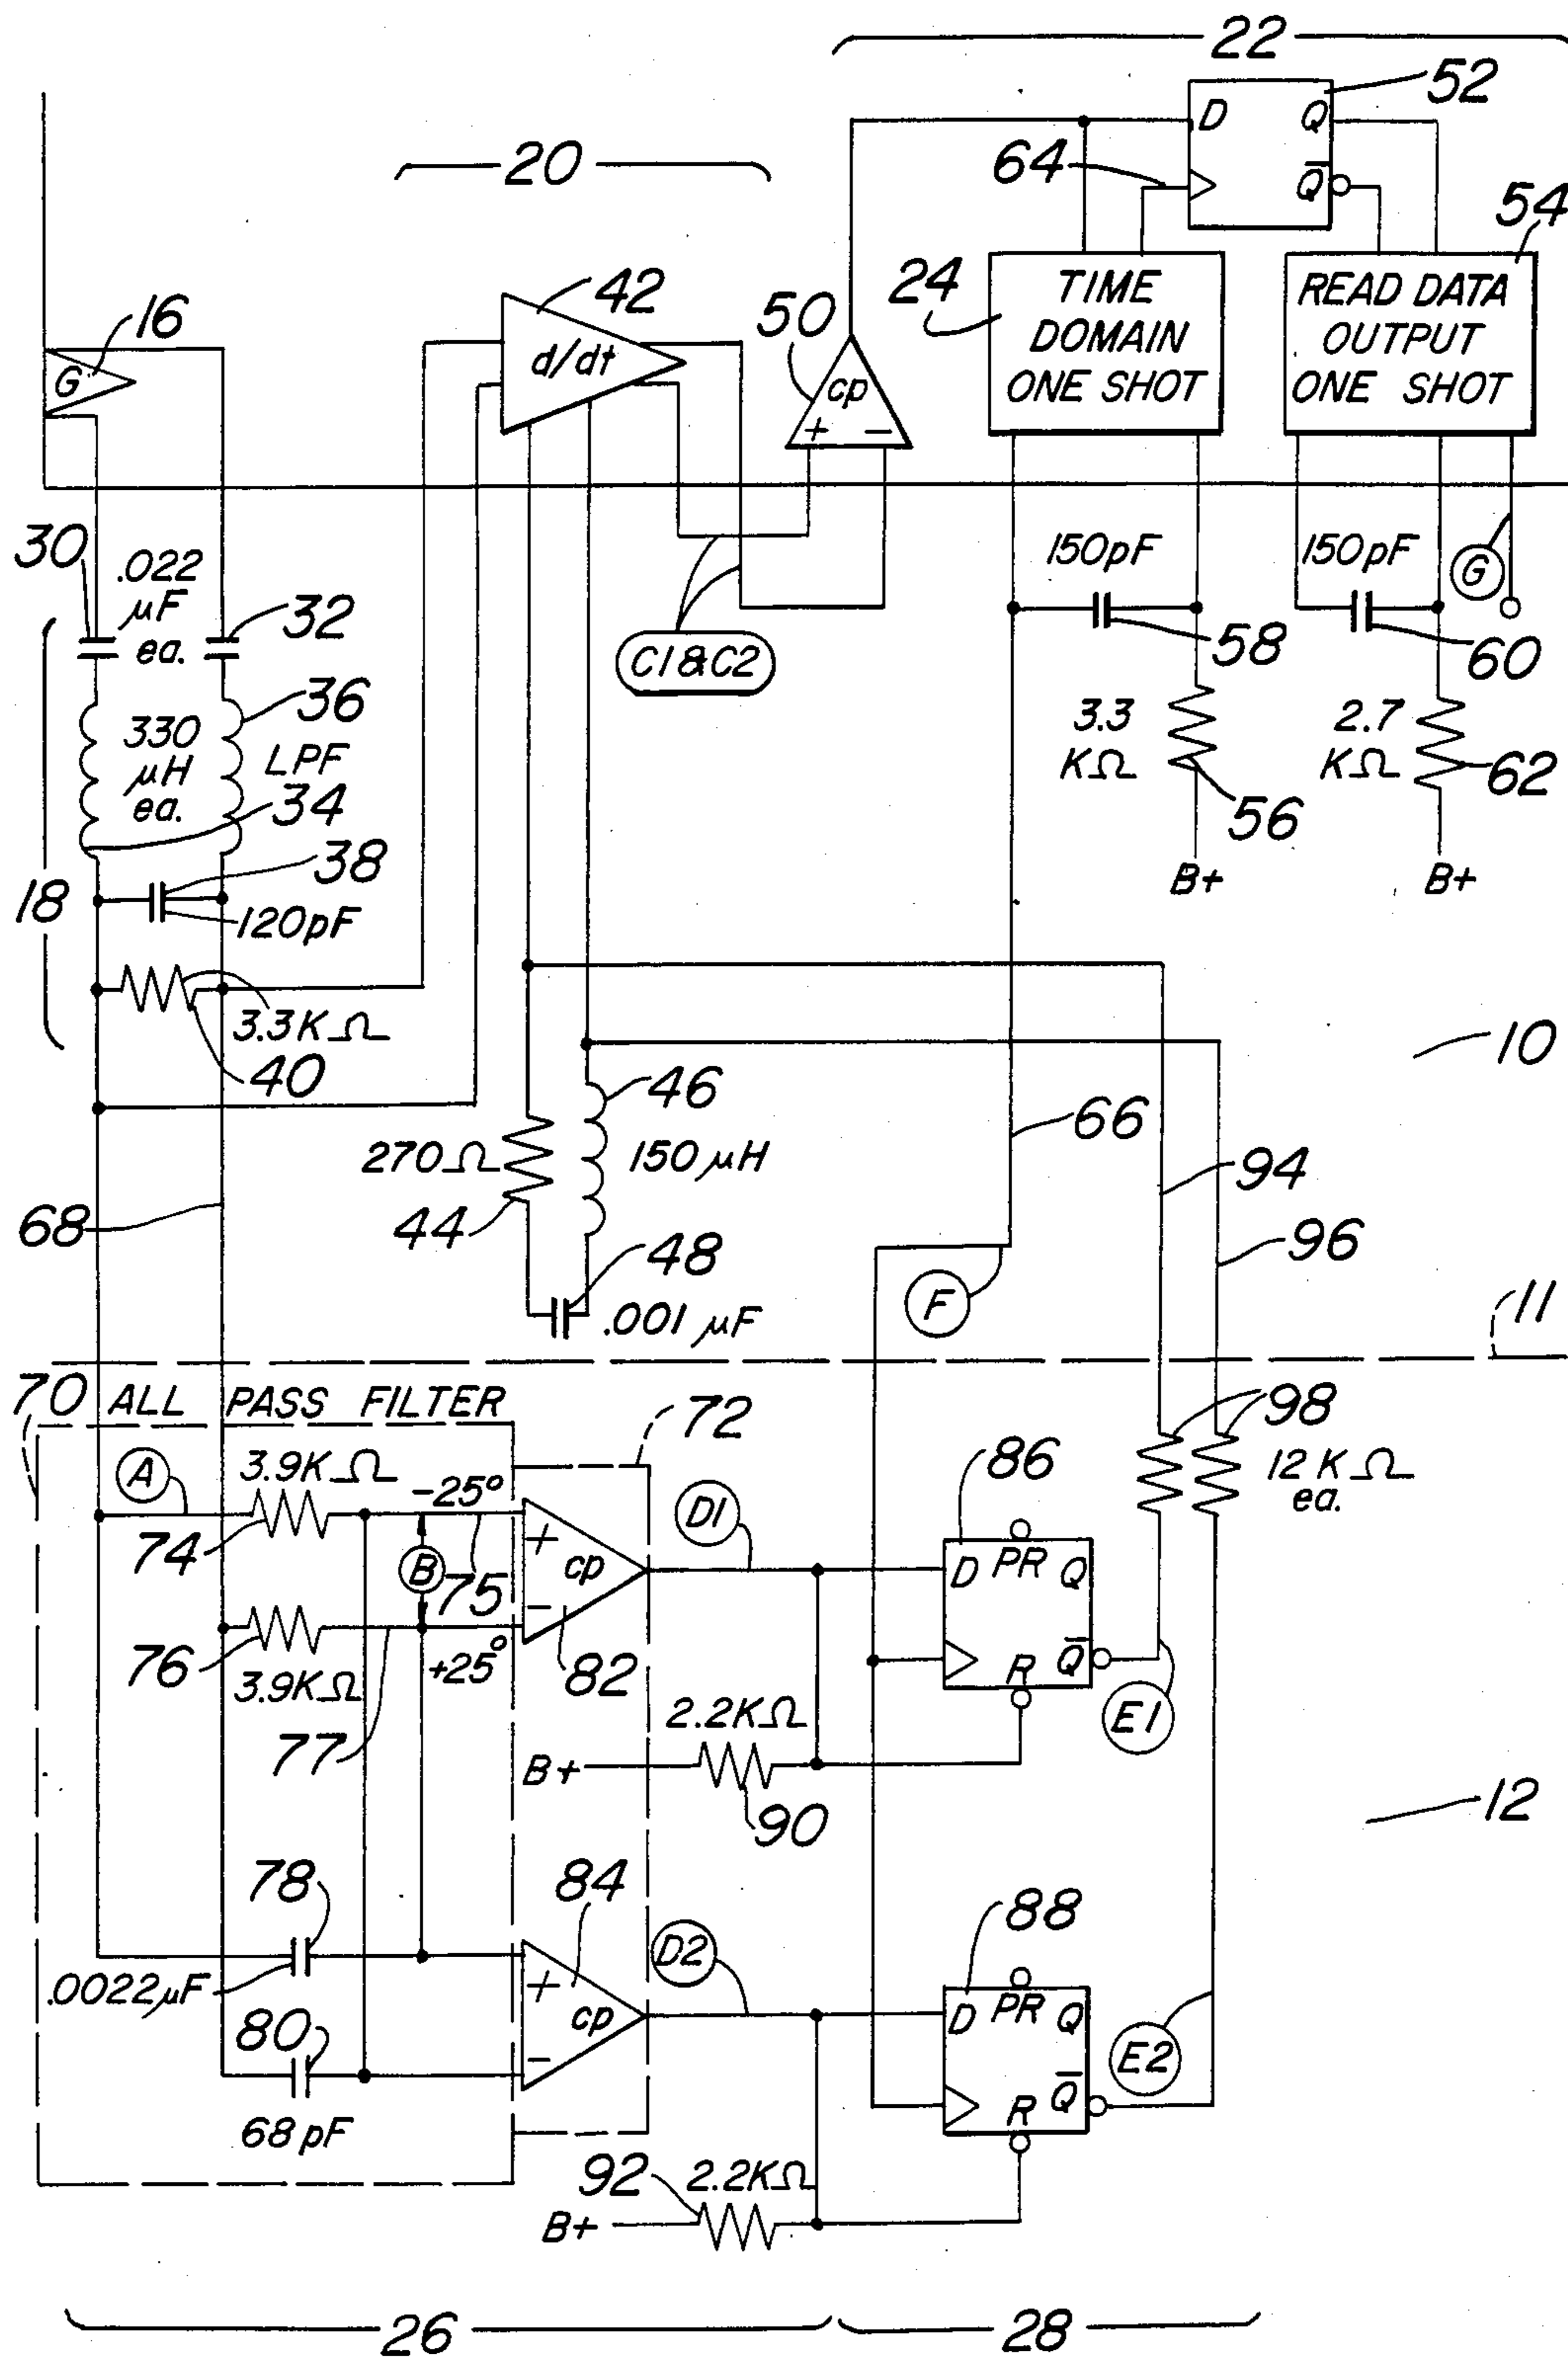 22
52
D Q
20
64
Q̅
54
42
24
TIME
DOMAIN
ONE SHOT
READ DATA
OUTPUT
ONE SHOT
16
50
G
d/dt
cp
+ −
30
.022
μF
ea.
32
150pF
150pF
G
C1&C2
58
60
36
330
μH
ea.
LPF
34
3.3
KΩ
2.7
KΩ
62
56
38
B+
B+
18
120pF
3.3KΩ
40
10
46
66
270Ω
150μH
94
44
68
48
96
F
.001 μF
11
70 ALL PASS FILTER
72
98
A
3.9KΩ
−25°
86
12 KΩ
ea.
D1
74
+
cp
B
75
D PR Q
−
76
+25°
82
R Q̅
3.9KΩ
2.2KΩ
E1
77
B+
12
90
78
84
88
D2
.0022μF
+
D PR Q
80
cp
E2
−
R Q̅
68pF
92
2.2KΩ
B+
26
28